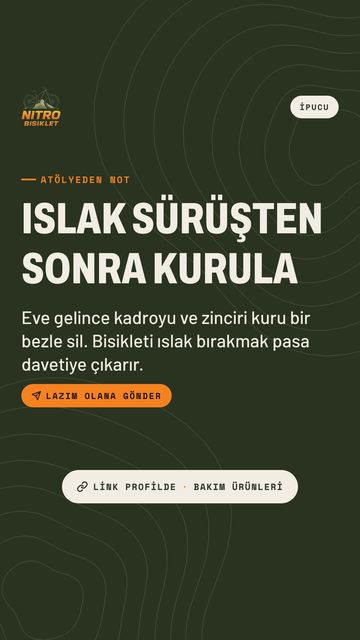 NITRO
BISIKLET
İPUCU
ATÖLYEDEN NOT
ISLAK SÜRÜŞTEN
SONRA KURULA
Eve gelince kadroyu ve zinciri kuru bir
bezle sil. Bisikleti ıslak bırakmak pasa
davetiye çıkarır.
LAZIM OLANA GÖNDER
LİNK PROFİLDE · BAKIM ÜRÜNLERİ